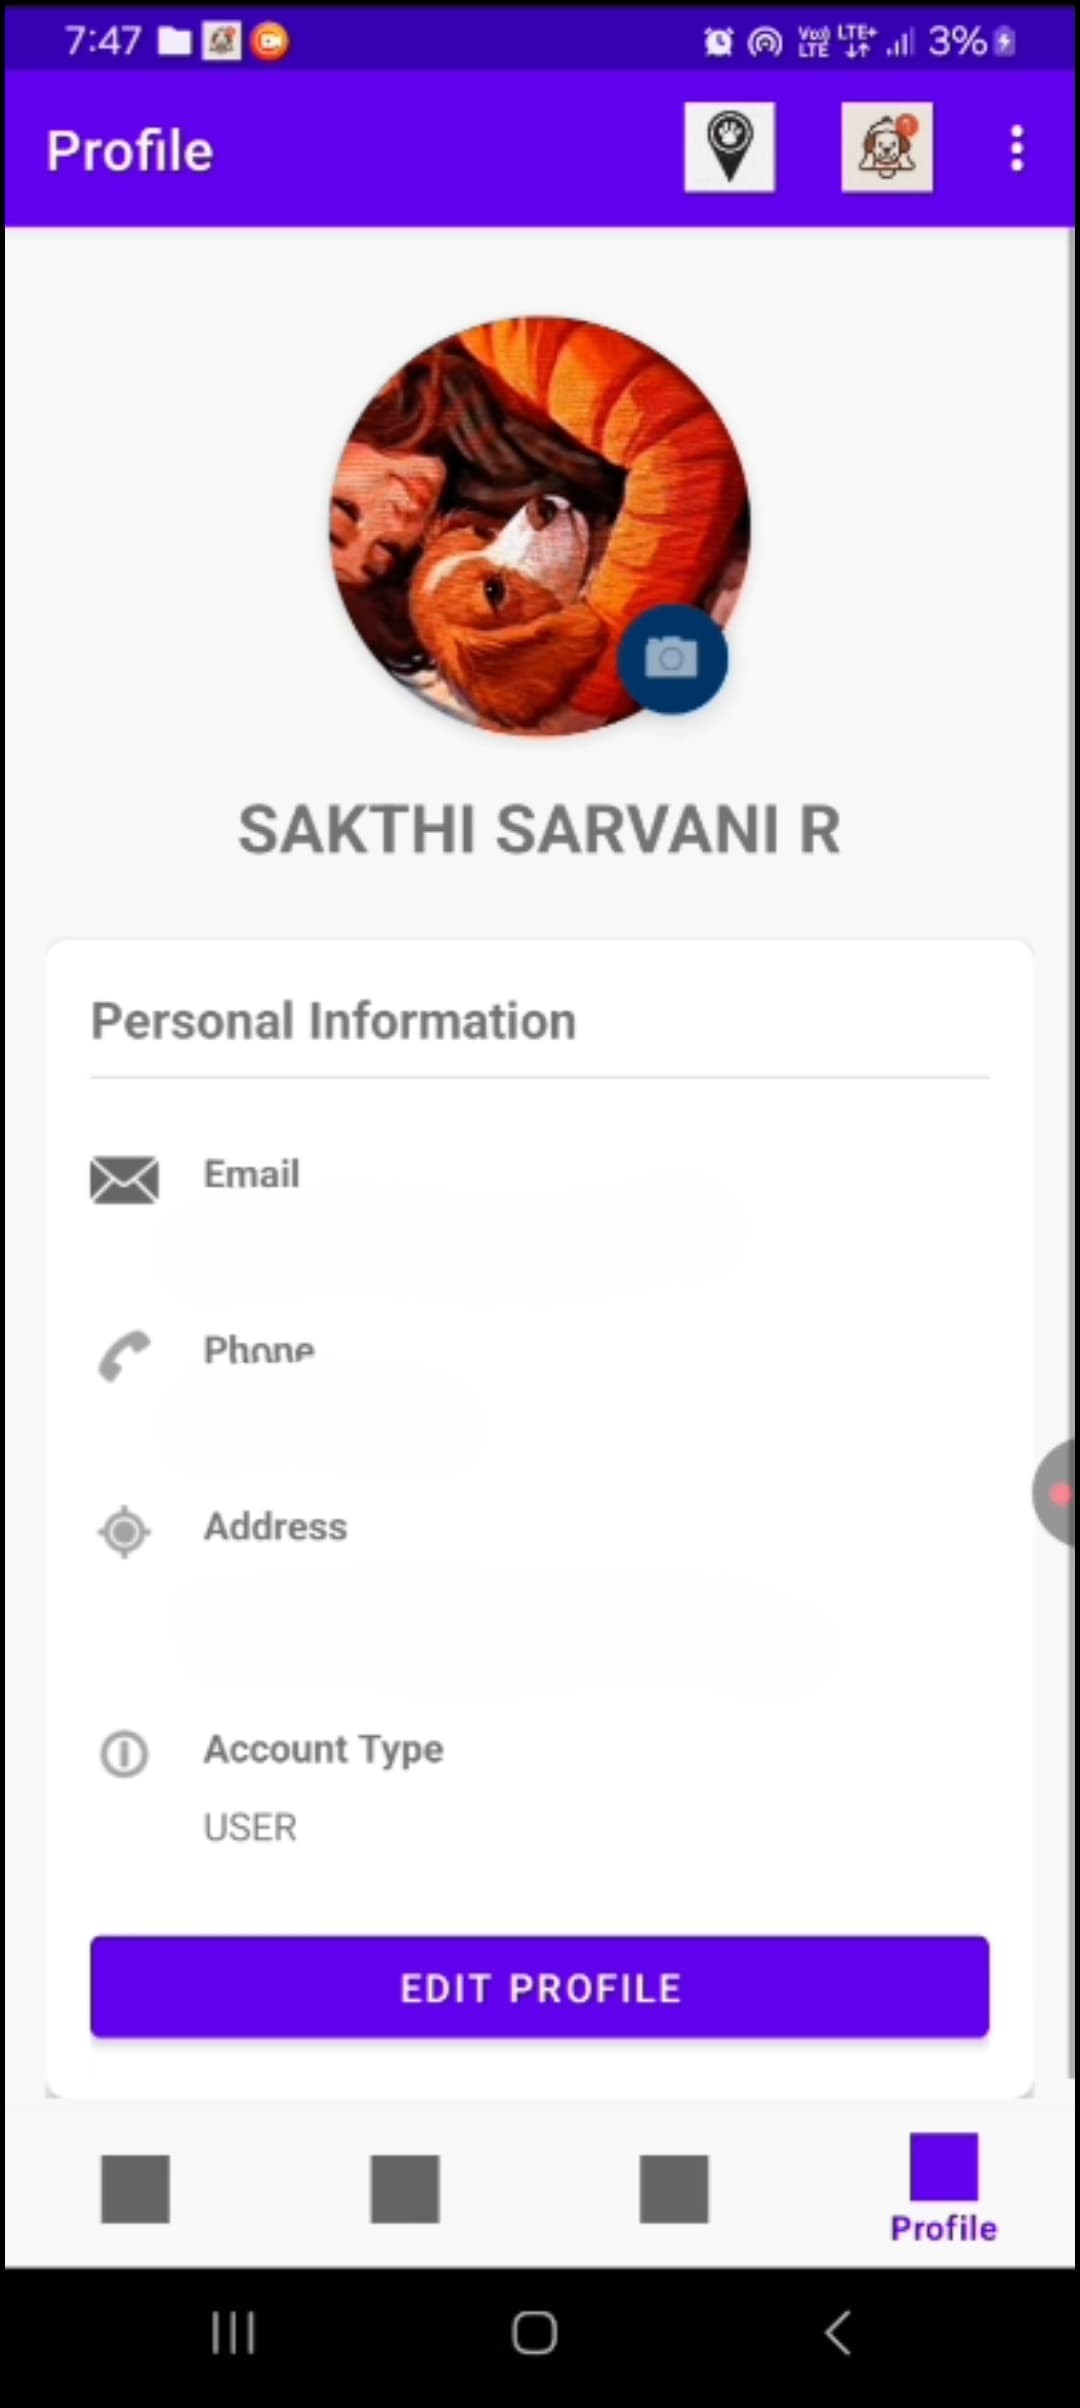 7:47 Vo) LTE LTE+ 3%
Profile
SAKTHI SARVANI R
Personal Information
Email
Phone
Address
Account Type
USER
EDIT PROFILE
Profile